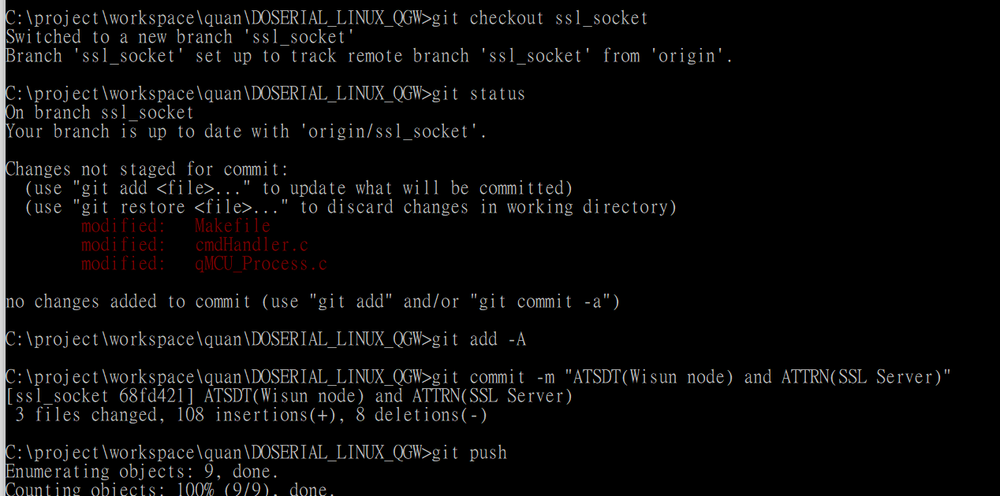 C:\project\workspace\quan\DOSERIAL_LINUX_QGW>git checkout ssl_socket
Switched to a new branch 'ssl_socket'
Branch 'ssl_socket' set up to track remote branch 'ssl_socket' from 'origin'.
C:\project\workspace\quan\DOSERIAL_LINUX_QGW>git status
On branch ssl_socket
Your branch is up to date with 'origin/ssl_socket'.
Changes not staged for commit:
(use "git add <file>..." to update what will be committed)
(use "git restore <file>..." to discard changes in working directory)
modified: Makefile
modified: cmdHandler.c
modified: qMCU_Process.c
no changes added to commit (use "git add" and/or "git commit -a")
C:\project\workspace\quan\DOSERIAL_LINUX_QGW>git add -A
C:\project\workspace\quan\DOSERIAL_LINUX_QGW>git commit -m "ATSDT(Wisun node) and ATTRN(SSL Server)"
[ssl_socket 68fd421] ATSDT(Wisun node) and ATTRN(SSL Server)
3 files changed, 108 insertions(+), 8 deletions(-)
C:\project\workspace\quan\DOSERIAL_LINUX_QGW>git push
Enumerating objects: 9, done.
Counting objects: 100% (9/9), done.